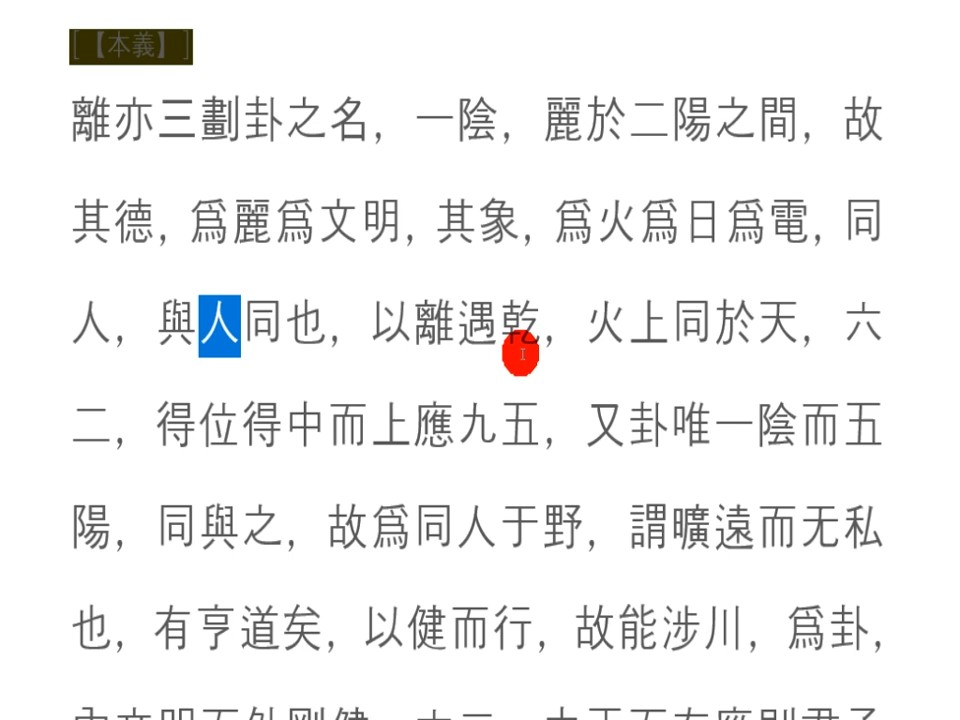 [【本義】]
離亦三劃卦之名，一陰，麗於二陽之間，故
其德，爲麗爲文明，其象，爲火爲日爲電，同
人，與人同也，以離遇乾，火上同於天，六
二，得位得中而上應九五，又卦唯一陰而五
陽，同與之，故爲同人于野，謂曠遠而无私
也，有亨道矣，以健而行，故能涉川，爲卦，